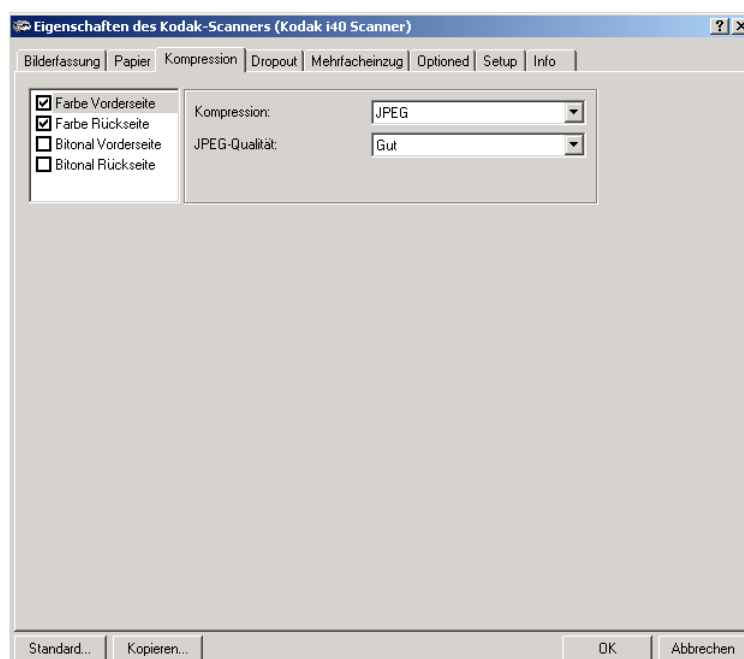 Eigenschaften des Kodak-Scanners (Kodak i40 Scanner)
Bilderfassung Papier Kompression Dropout Mehrfacheinzug Optioned Setup Info
Farbe Vorderseite
Farbe Rückseite
Bitonal Vorderseite
Bitonal Rückseite
Kompression: JPEG
JPEG-Qualität: Gut
Standard... Kopieren... OK Abbrechen